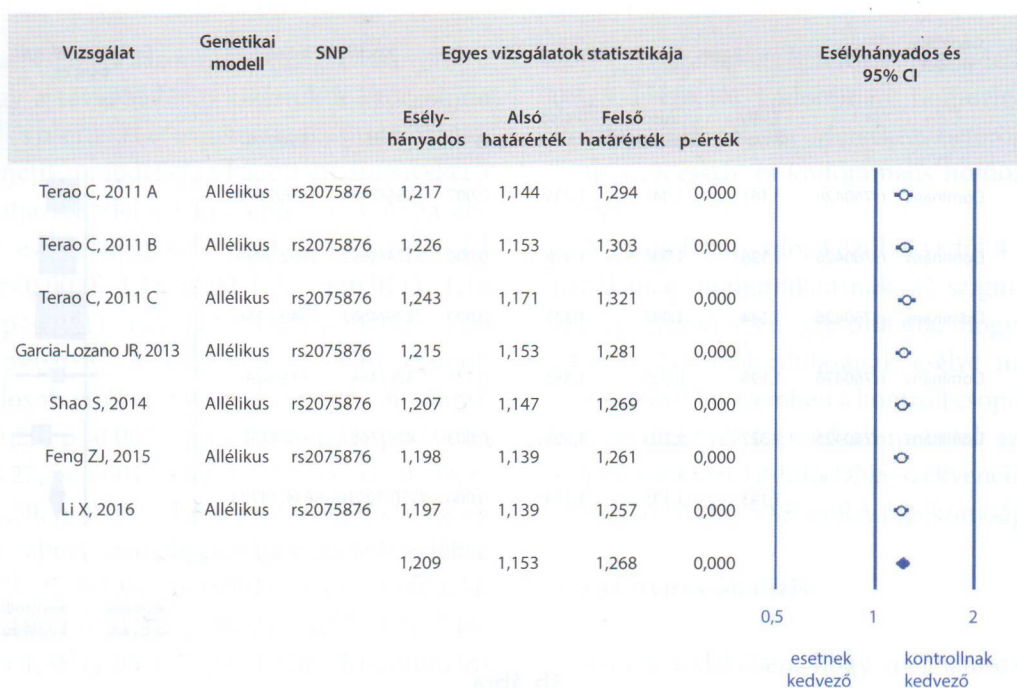 Vizsgálat Genetikai modell SNP Egyes vizsgálatok statisztikája Esélyhányados és 95% CI
Esély-hányados Alsó határérték Felső határérték p-érték
Terao C, 2011 A Allélikus rs2075876 1,217 1,144 1,294 0,000
Terao C, 2011 B Allélikus rs2075876 1,226 1,153 1,303 0,000
Terao C, 2011 C Allélikus rs2075876 1,243 1,171 1,321 0,000
Garcia-Lozano JR, 2013 Allélikus rs2075876 1,215 1,153 1,281 0,000
Shao S, 2014 Allélikus rs2075876 1,207 1,147 1,269 0,000
Feng ZJ, 2015 Allélikus rs2075876 1,198 1,139 1,261 0,000
Li X, 2016 Allélikus rs2075876 1,197 1,139 1,257 0,000
1,209 1,153 1,268 0,000
0,5 1 2
esetnek kedvező kontrollnak kedvező